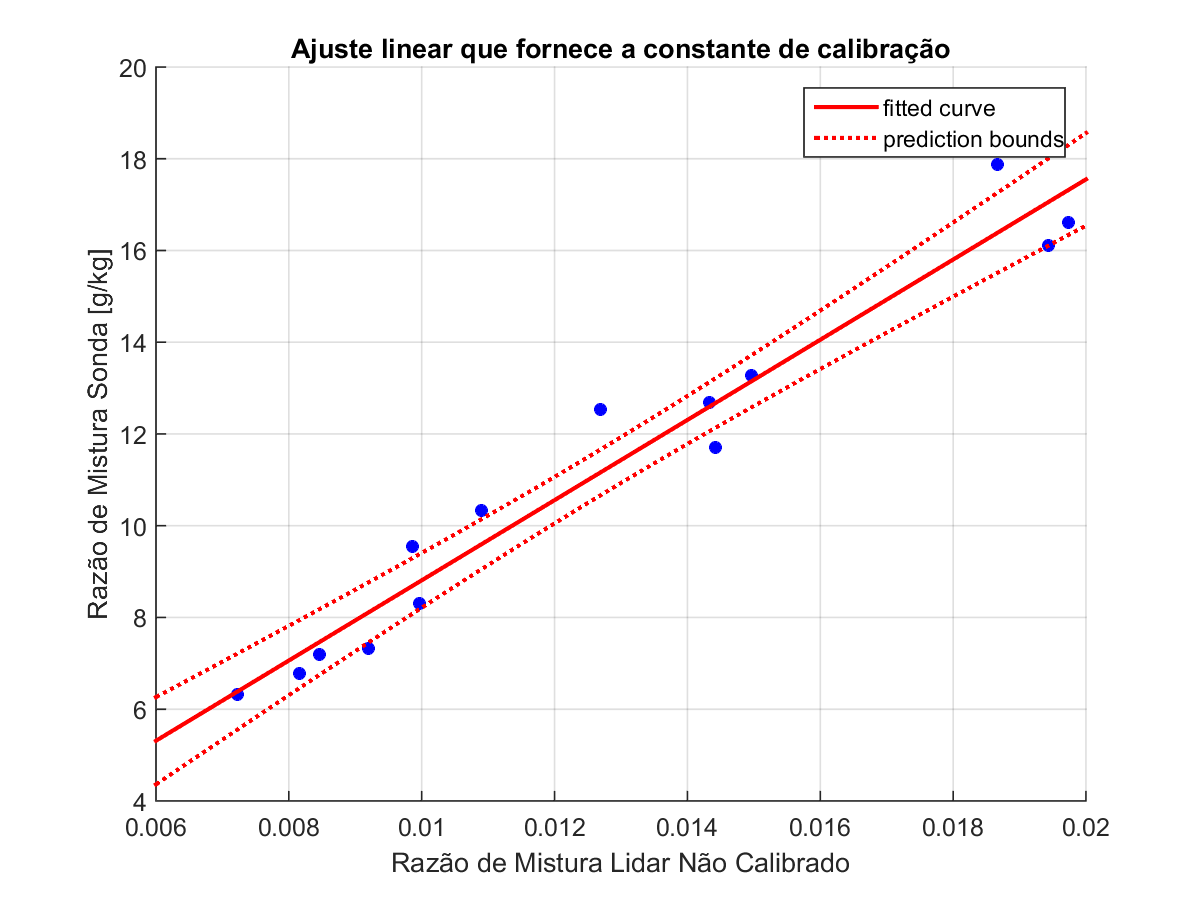 Ajuste linear que fornece a constante de calibração
fitted curve
prediction bounds
Razão de Mistura Sonda [g/kg]
20
18
16
14
12
10
8
6
4
0.006 0.008 0.01 0.012 0.014 0.016 0.018 0.02
Razão de Mistura Lidar Não Calibrado